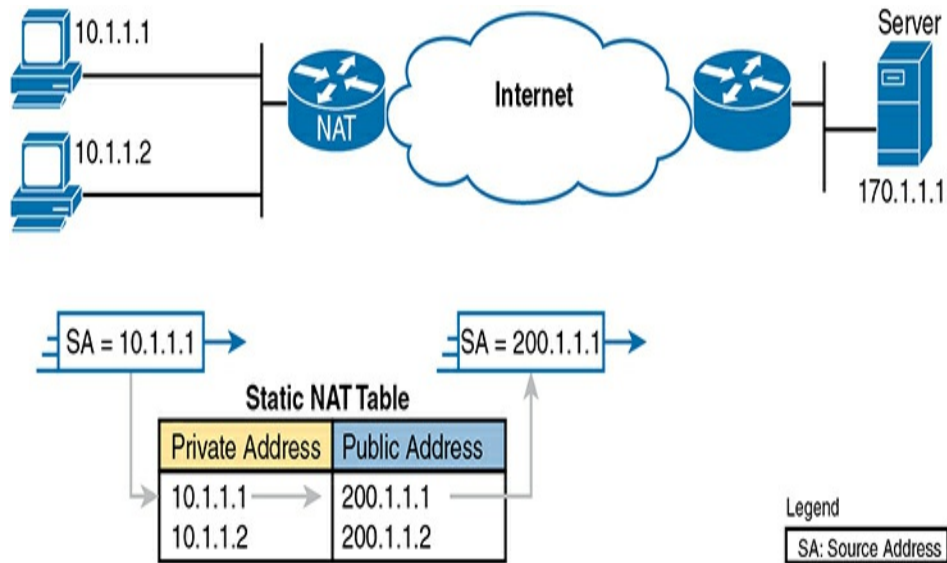 10.1.1.1
Server
Internet
NAT
10.1.1.2
170.1.1.1
SA = 10.1.1.1
SA = 200.1.1.1
Static NAT Table
Private Address Public Address
10.1.1.1 200.1.1.1
10.1.1.2 200.1.1.2
Legend
SA: Source Address